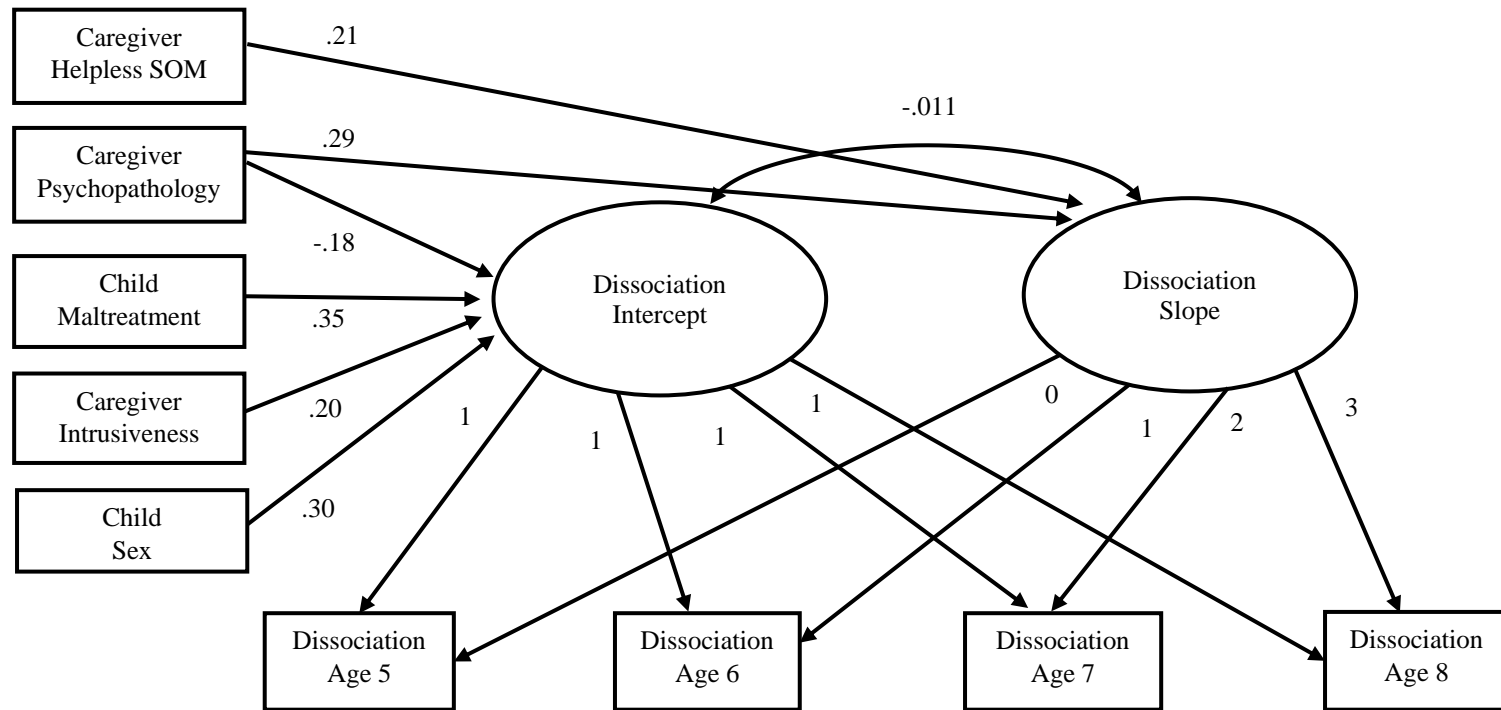 Caregiver
Helpless SOM
.21
-.011
Caregiver
Psychopathology
.29
-.18
Child
Maltreatment
.35
Dissociation
Intercept
Dissociation
Slope
Caregiver
Intrusiveness
.20
Child
Sex
.30
1
1
1
1
0
1
2
3
Dissociation
Age 5
Dissociation
Age 6
Dissociation
Age 7
Dissociation
Age 8